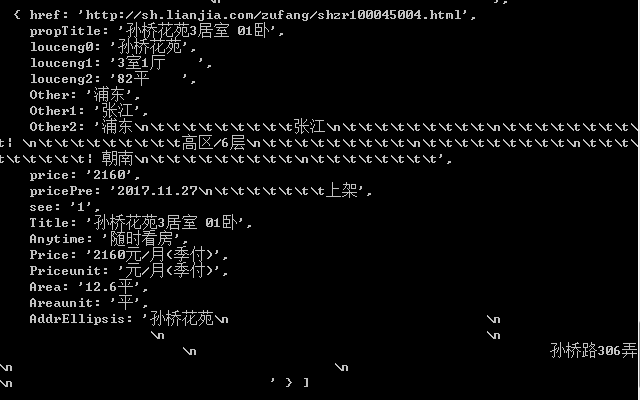 { href: 'http://sh.lianjia.com/zufang/shzr100045004.html',
propTitle: '孙桥花苑3居室 01卧',
louceng0: '孙桥花苑',
louceng1: '3室1厅    ',
louceng2: '82平    ',
Other: '浦东',
Other1: '张江',
Other2: '浦东\n\t\t\t\t\t\t\t\t\t\t张江\n\t\t\t\t\t\t\t\t\t\t\t\t\t\t\t\t\t\t\t\t\t\t
t| \n\t\t\t\t\t\t\t\t\t\t高区/6层\n\t\t\t\t\t\t\t\t\t\n\t\t\t\t\t\t\t\t\t\t\t\t\t
\t\t\t\t\t\t| 朝南\n\t\t\t\t\t\t\t\t\t\n\t\t\t\t\t\t\t\t',
price: '2160',
pricePre: '2017.11.27\n\t\t\t\t\t\t上架',
see: '1',
Title: '孙桥花苑3居室 01卧',
Anytime: '随时看房',
Price: '2160元/月(季付)',
Priceunit: '元/月(季付)',
Area: '12.6平',
Areaunit: '平',
AddrEllipsis: '孙桥花苑\n \n
\n \n
\n 孙桥路306弄
\n \n
\n ' } ]